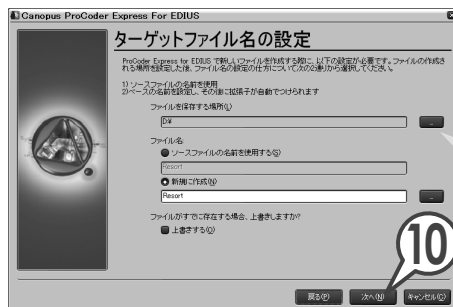 Canopus ProCoder Express For EDIUS
ターゲットファイル名の設定
ProCoder Express for EDIUS で新しいファイルを作成する際に、以下の設定が必要です。ファイルの作成さ
れる場所を設定した後、ファイル名の設定の仕方について次の2通りから選択してください。
1) ソースファイルの名前を使用
2)ベースの名前を設定し、その後に拡張子が自動でつけられます
ファイルを保存する場所(L)
D:¥
...
ファイル名:
ソースファイルの名前を使用する(S)
Resort
新規に作成(N)
Resort
...
ファイルがすでに存在する場合、上書きしますか?
上書きする(O)
10
戻る(P) 次へ(N) キャンセル(C)